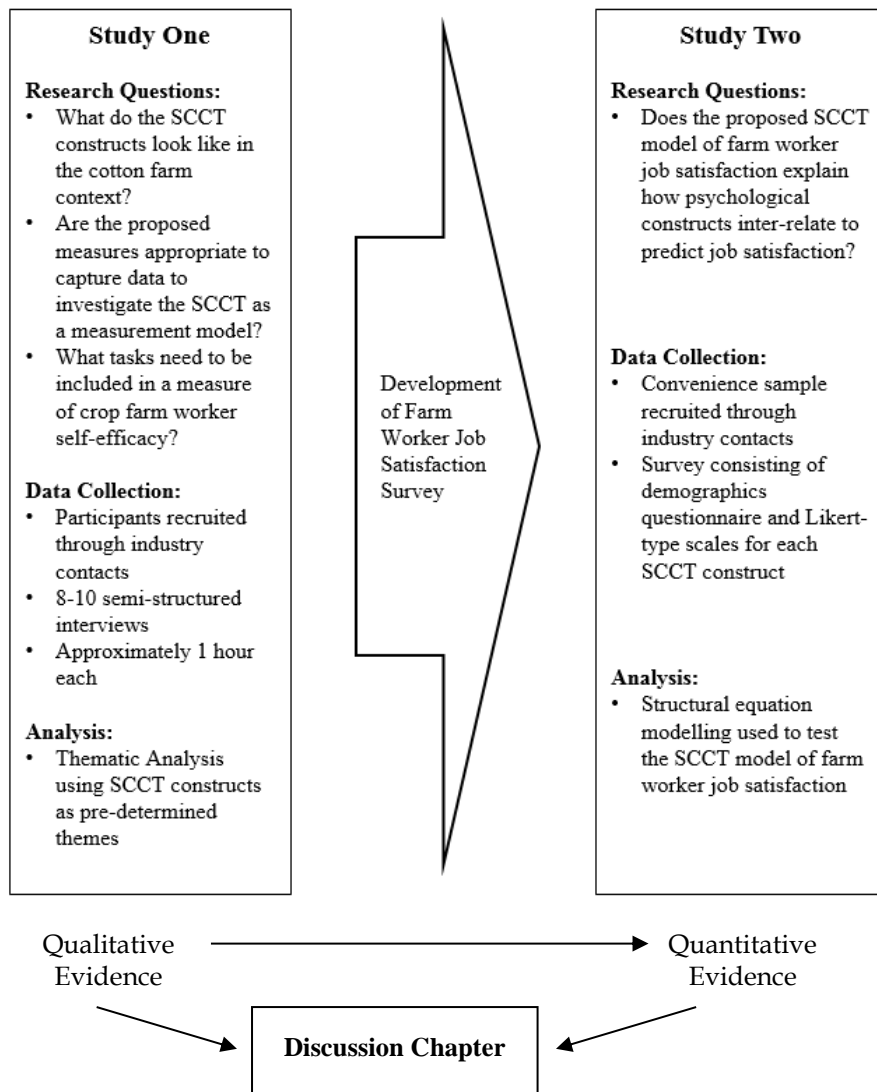 Study One
Research Questions:
• What do the SCCT
constructs look like in
the cotton farm
context?
• Are the proposed
measures appropriate to
capture data to
investigate the SCCT as
a measurement model?
• What tasks need to be
included in a measure
of crop farm worker
self-efficacy?
Data Collection:
• Participants recruited
through industry
contacts
• 8-10 semi-structured
interviews
• Approximately 1 hour
each
Analysis:
• Thematic Analysis
using SCCT constructs
as pre-determined
themes
Development
of Farm
Worker Job
Satisfaction
Survey
Study Two
Research Questions:
• Does the proposed SCCT
model of farm worker
job satisfaction explain
how psychological
constructs inter-relate to
predict job satisfaction?
Data Collection:
• Convenience sample
recruited through
industry contacts
• Survey consisting of
demographics
questionnaire and Likert-
type scales for each
SCCT construct
Analysis:
• Structural equation
modelling used to test
the SCCT model of farm
worker job satisfaction
Qualitative
Evidence
Quantitative
Evidence
Discussion Chapter